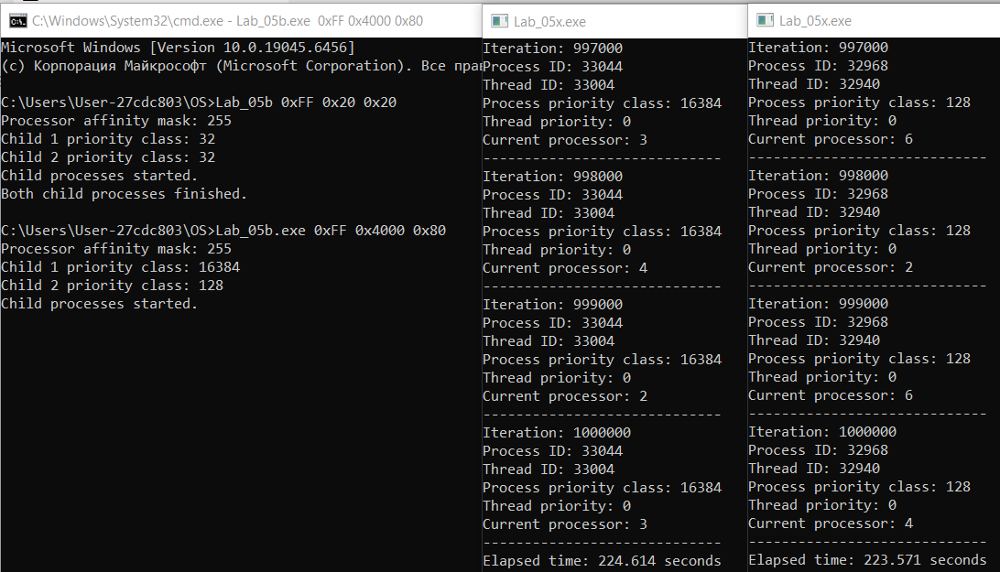 C:\Windows\System32\cmd.exe - Lab_05b.exe  0xFF 0x4000 0x80
Microsoft Windows [Version 10.0.19045.6456]
(c) Корпорация Майкрософт (Microsoft Corporation). Все
C:\Users\User-27cdc803\OS>Lab_05b 0xFF 0x20 0x20
Processor affinity mask: 255
Child 1 priority class: 32
Child 2 priority class: 32
Child processes started.
Both child processes finished.
C:\Users\User-27cdc803\OS>Lab_05b.exe 0xFF 0x4000 0x80
Processor affinity mask: 255
Child 1 priority class: 16384
Child 2 priority class: 128
Child processes started.
Lab_05x.exe
Iteration: 997000
Process ID: 33044
Thread ID: 33004
Process priority class: 16384
Thread priority: 0
Current processor: 3
-----------------------------
Iteration: 998000
Process ID: 33044
Thread ID: 33004
Process priority class: 16384
Thread priority: 0
Current processor: 4
-----------------------------
Iteration: 999000
Process ID: 33044
Thread ID: 33004
Process priority class: 16384
Thread priority: 0
Current processor: 2
-----------------------------
Iteration: 1000000
Process ID: 33044
Thread ID: 33004
Process priority class: 16384
Thread priority: 0
Current processor: 3
-----------------------------
Elapsed time: 224.614 seconds
Lab_05x.exe
Iteration: 997000
Process ID: 32968
Thread ID: 32940
Process priority class: 128
Thread priority: 0
Current processor: 6
-----------------------------
Iteration: 998000
Process ID: 32968
Thread ID: 32940
Process priority class: 128
Thread priority: 0
Current processor: 2
-----------------------------
Iteration: 999000
Process ID: 32968
Thread ID: 32940
Process priority class: 128
Thread priority: 0
Current processor: 6
-----------------------------
Iteration: 1000000
Process ID: 32968
Thread ID: 32940
Process priority class: 128
Thread priority: 0
Current processor: 4
-----------------------------
Elapsed time: 223.571 seconds